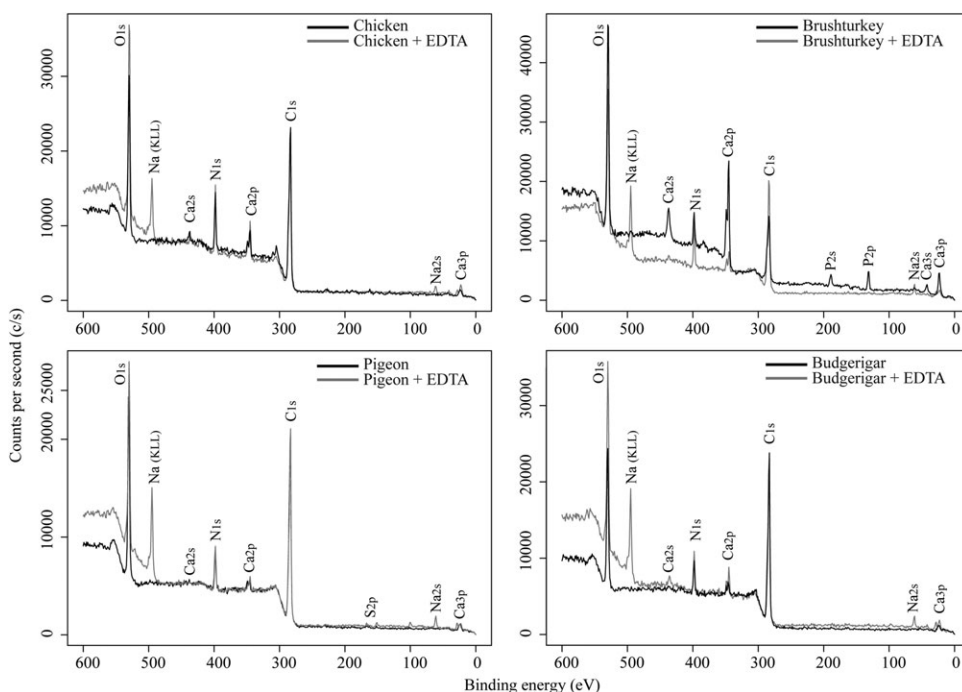 Chicken
Chicken + EDTA
O1s
Na (KLL)
Ca2s
N1s
Ca2p
C1s
Na2s
Ca3p
0
10000
20000
30000
600
500
400
300
200
100
0
Brushturkey
Brushturkey + EDTA
O1s
Na (KLL)
Ca2s
N1s
Ca2p
C1s
P2s
P2p
Na2s
Ca3s
Ca3p
0
10000
20000
30000
40000
600
500
400
300
200
100
0
Counts per second (c/s)
Pigeon
Pigeon + EDTA
O1s
Na (KLL)
Ca2s
N1s
Ca2p
C1s
S2p
Na2s
Ca3p
0
5000
10000
20000
25000
600
500
400
300
200
100
0
Budgerigar
Budgerigar + EDTA
O1s
Na (KLL)
Ca2s
N1s
Ca2p
C1s
Na2s
Ca3p
0
10000
20000
30000
600
500
400
300
200
100
0
Binding energy (eV)